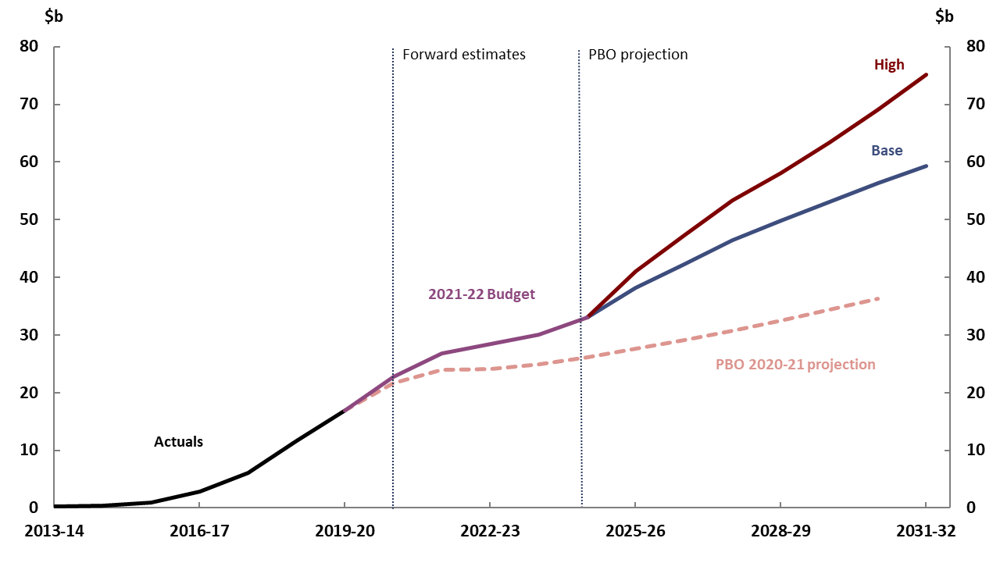 $b
$b
80
Forward estimates
PBO projection
80
High
70
70
Base
60
60
50
50
40
40
2021-22 Budget
30
30
PBO 2020-21 projection
20
20
Actuals
10
10
0
0
2013-14
2016-17
2019-20
2022-23
2025-26
2028-29
2031-32